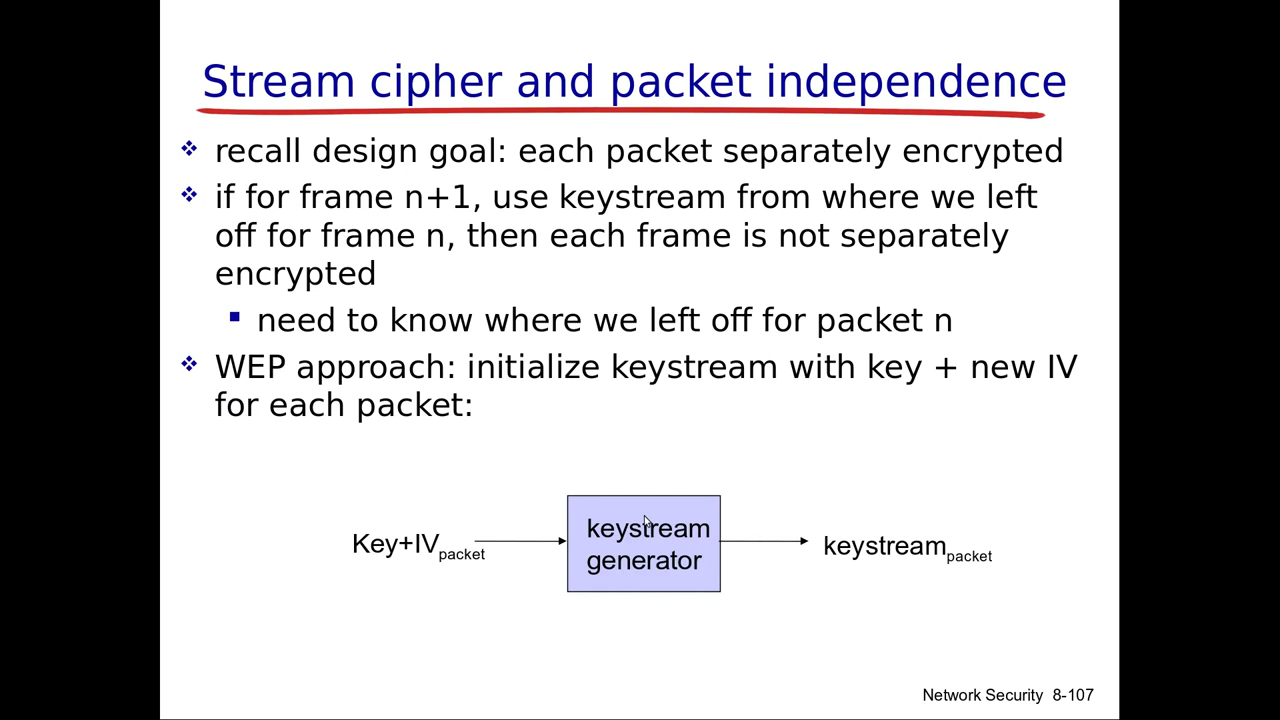 Stream cipher and packet independence
recall design goal: each packet separately encrypted
if for frame n+1, use keystream from where we left
off for frame n, then each frame is not separately
encrypted
need to know where we left off for packet n
WEP approach: initialize keystream with key + new IV
for each packet:
Key+IVpacket
keystream
generator
keystreampacket
Network Security 8-107